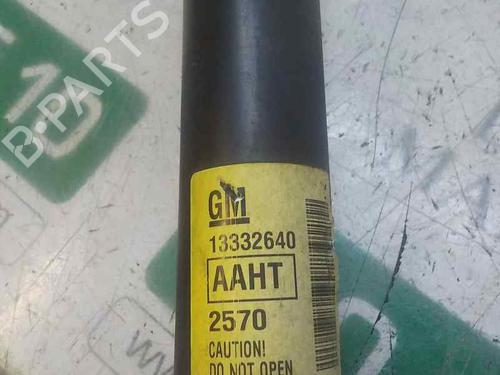 B-PARTS
GM
13332640
AAHT
2570
CAUTION!
DO NOT OPEN